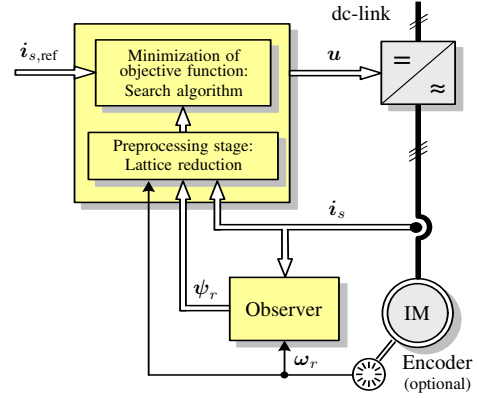 dc-link
i_{s,ref}
Minimization of
objective function:
Search algorithm
u
=
≈
Preprocessing stage:
Lattice reduction
i_s
ψ_r
Observer
IM
ω_r
Encoder
(optional)